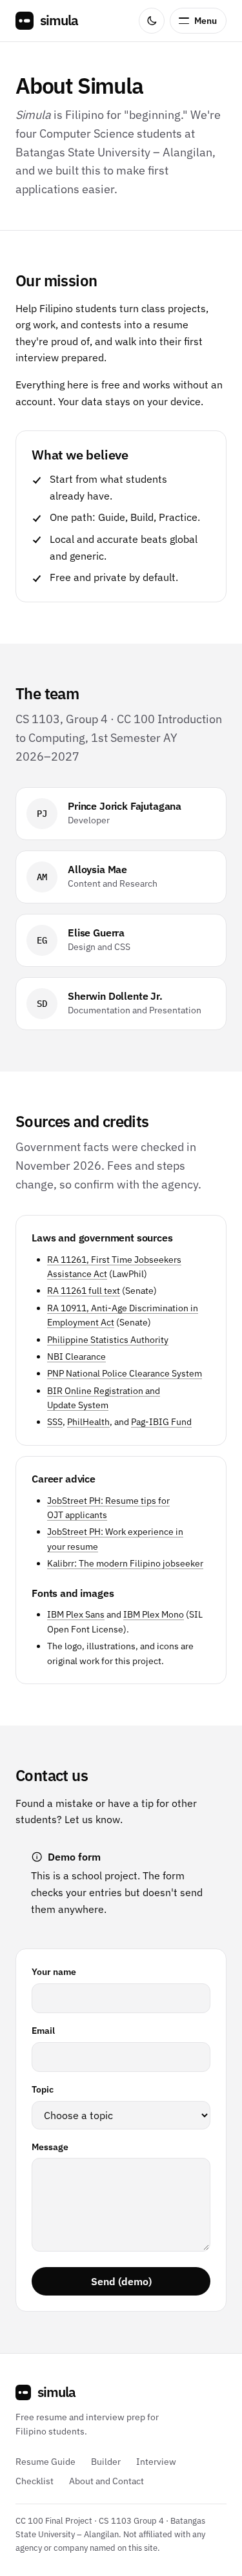 simula
Menu
About Simula
Simula is Filipino for "beginning." We're
four Computer Science students at
Batangas State University – Alangilan,
and we built this to make first
applications easier.
Our mission
Help Filipino students turn class projects,
org work, and contests into a resume
they're proud of, and walk into their first
interview prepared.
Everything here is free and works without an
account. Your data stays on your device.
What we believe
Start from what students
already have.
One path: Guide, Build, Practice.
Local and accurate beats global
and generic.
Free and private by default.
The team
CS 1103, Group 4 · CC 100 Introduction
to Computing, 1st Semester AY
2026–2027
PJ
Prince Jorick Fajutagana
Developer
AM
Alloysia Mae
Content and Research
EG
Elise Guerra
Design and CSS
SD
Sherwin Dollente Jr.
Documentation and Presentation
Sources and credits
Government facts were checked in
November 2026. Fees and steps
change, so confirm with the agency.
Laws and government sources
RA 11261, First Time Jobseekers
Assistance Act (LawPhil)
RA 11261 full text (Senate)
RA 10911, Anti-Age Discrimination in
Employment Act (Senate)
Philippine Statistics Authority
NBI Clearance
PNP National Police Clearance System
BIR Online Registration and
Update System
SSS, PhilHealth, and Pag-IBIG Fund
Career advice
JobStreet PH: Resume tips for
OJT applicants
JobStreet PH: Work experience in
your resume
Kalibrr: The modern Filipino jobseeker
Fonts and images
IBM Plex Sans and IBM Plex Mono (SIL
Open Font License).
The logo, illustrations, and icons are
original work for this project.
Contact us
Found a mistake or have a tip for other
students? Let us know.
Demo form
This is a school project. The form
checks your entries but doesn't send
them anywhere.
Your name
Email
Topic
Choose a topic
Message
Send (demo)
simula
Free resume and interview prep for
Filipino students.
Resume Guide Builder Interview
Checklist About and Contact
CC 100 Final Project · CS 1103 Group 4 · Batangas
State University – Alangilan. Not affiliated with any
agency or company named on this site.